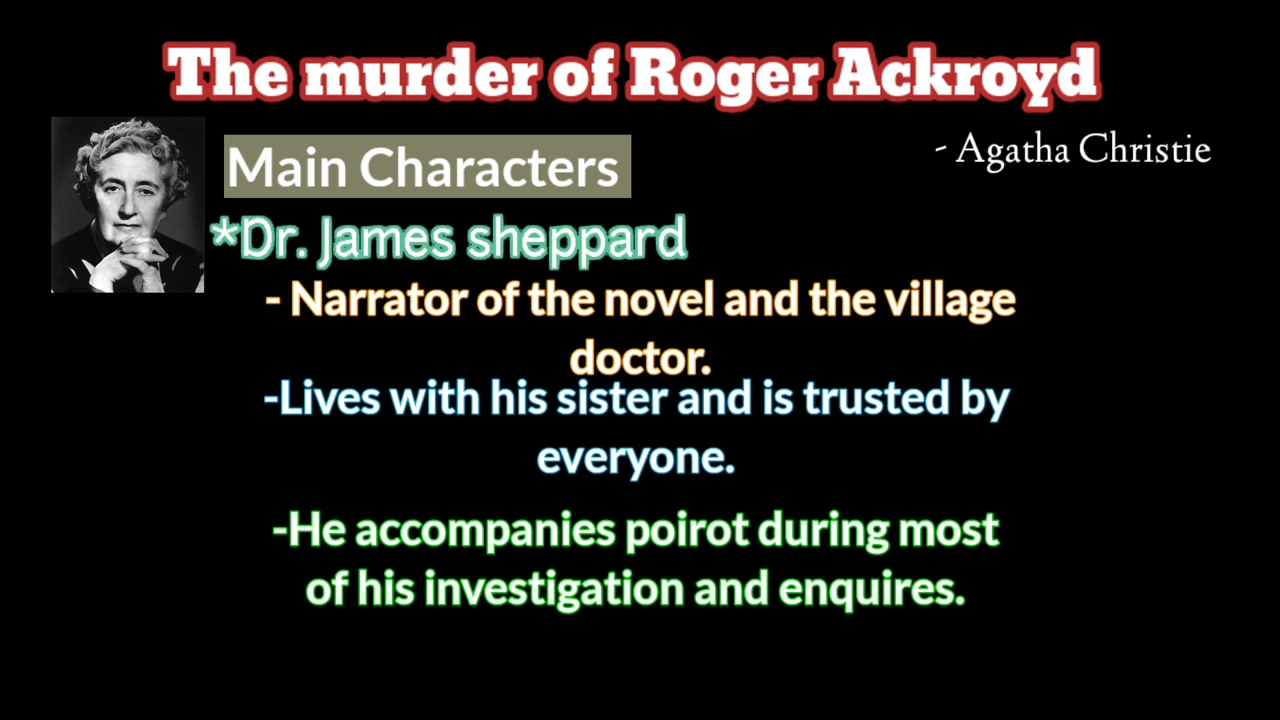 The murder of Roger Ackroyd
- Agatha Christie
Main Characters
*Dr. James sheppard
- Narrator of the novel and the village
doctor.
-Lives with his sister and is trusted by
everyone.
-He accompanies poirot during most
of his investigation and enquires.